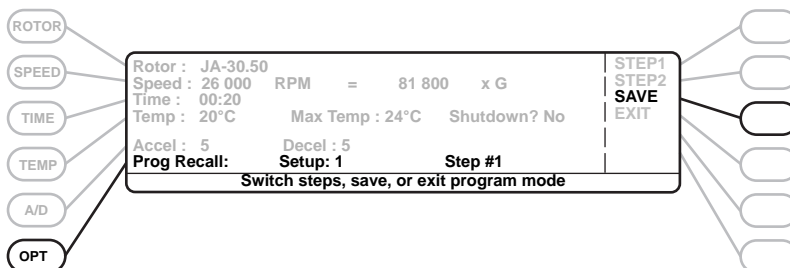 ROTOR
SPEED
TIME
TEMP
A/D
OPT
Rotor : JA-30.50
Speed : 26 000 RPM = 81 800 x G
Time : 00:20
Temp : 20°C Max Temp : 24°C Shutdown? No
Accel : 5 Decel : 5
Prog Recall: Setup: 1 Step #1
Switch steps, save, or exit program mode
STEP1
STEP2
SAVE
EXIT